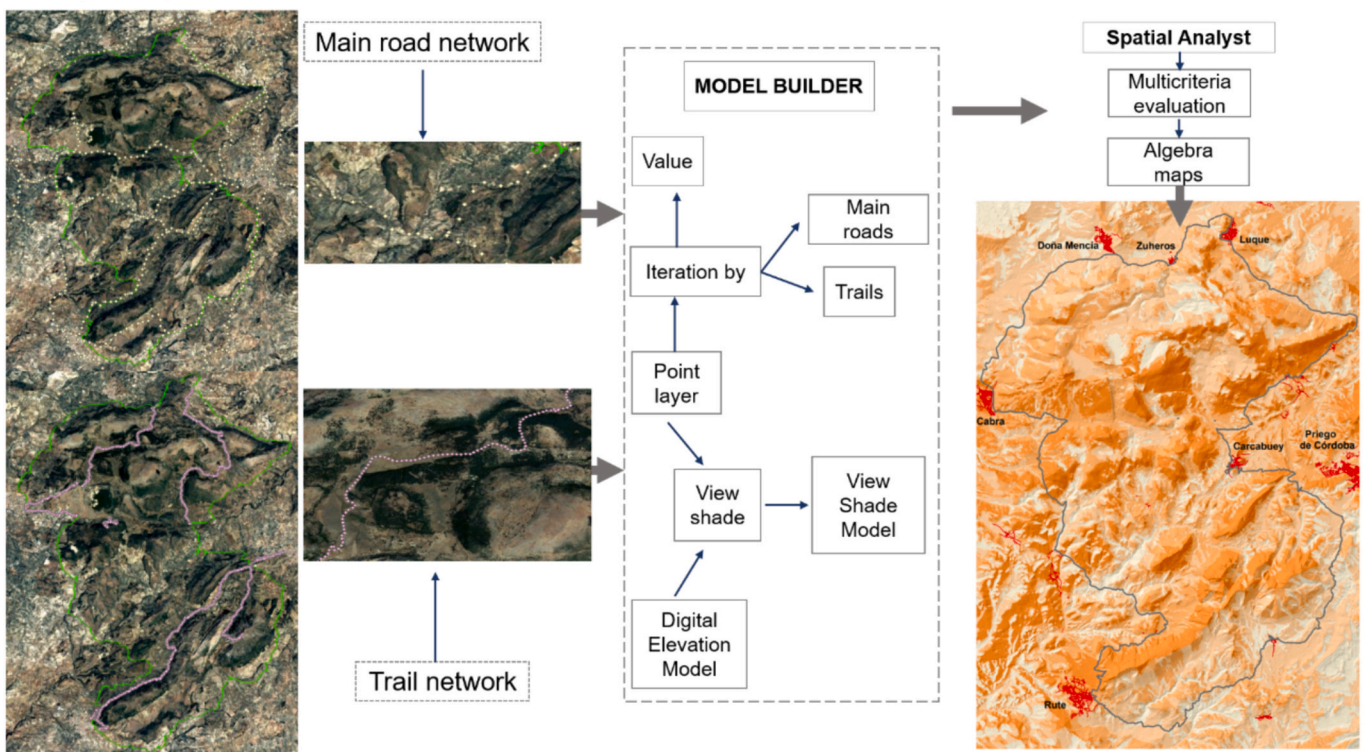 Main road network
MODEL BUILDER
Value
Main
roads
Iteration by
Trails
Point
layer
View
shade
View
Shade
Model
Digital
Elevation
Model
Trail network
Spatial Analyst
Multicriteria
evaluation
Algebra
maps
Doña Mencía
Zuheros
Luque
Cabra
Carcabuey
Priego
de Córdoba
Rute